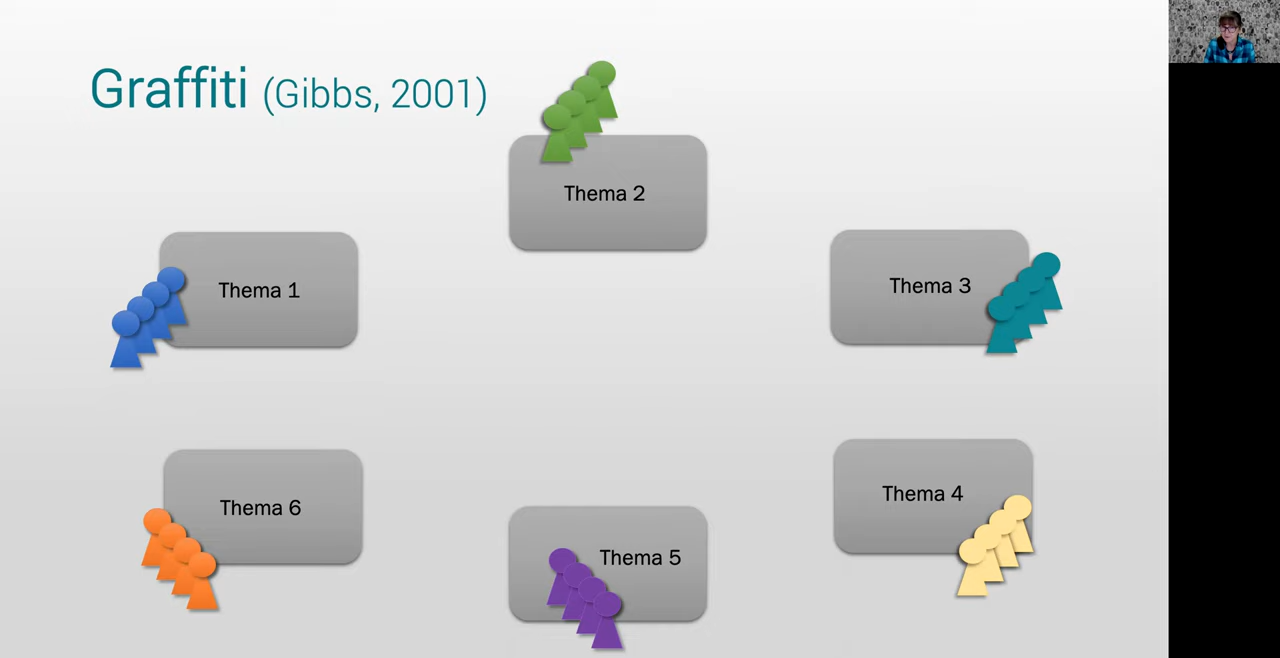 Graffiti (Gibbs, 2001)
Thema 2
Thema 1
Thema 3
Thema 6
Thema 4
Thema 5